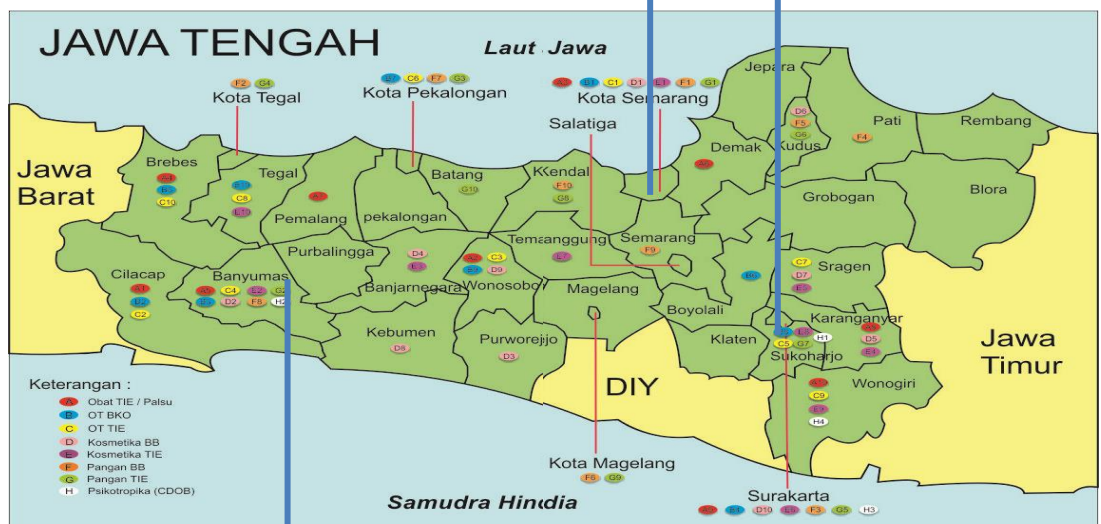 JAWA TENGAH
Laut Jawa
F2 G4
Kota Tegal
C6 F7 G3
Kota Pekalongan
C1 D1 E1 F1 G1
Kota Semarang
Salatiga
Jepara
D6
F5
G6
Kudus
Pati
F4
Rembang
Blora
Demak
Grobogan
Jawa
Barat
Brebes
C10
Tegal
C8
E10
Pemalang
pekalongan
Batang
G10
KKendal
F10
G8
Temaanggung
Semarang
F9
Purbalingga
D4
Banjarnegara
C3
D9
Wonosobo
Magelang
Boyolali
C7
D7
Sragen
Cilacap
C2
Banyumas
C4 E2
D2 F8 H2
Kebumen
D8
Purworejijo
D3
Klaten
C5 G7 H1
Sukoharjo
Karanganyar
D5
Wonogiri
C9
H4
DIY
Jawa
Timur
Keterangan :
A Obat TIE / Palsu
B OT BKO
C OT TIE
D Kosmetika BB
E Kosmetika TIE
F Pangan BB
G Pangan TIE
H Psikotropika (CDOB)
Kota Magelang
F6 G9
Samudra Hindia
Surakarta
D10 F3 G5 H3